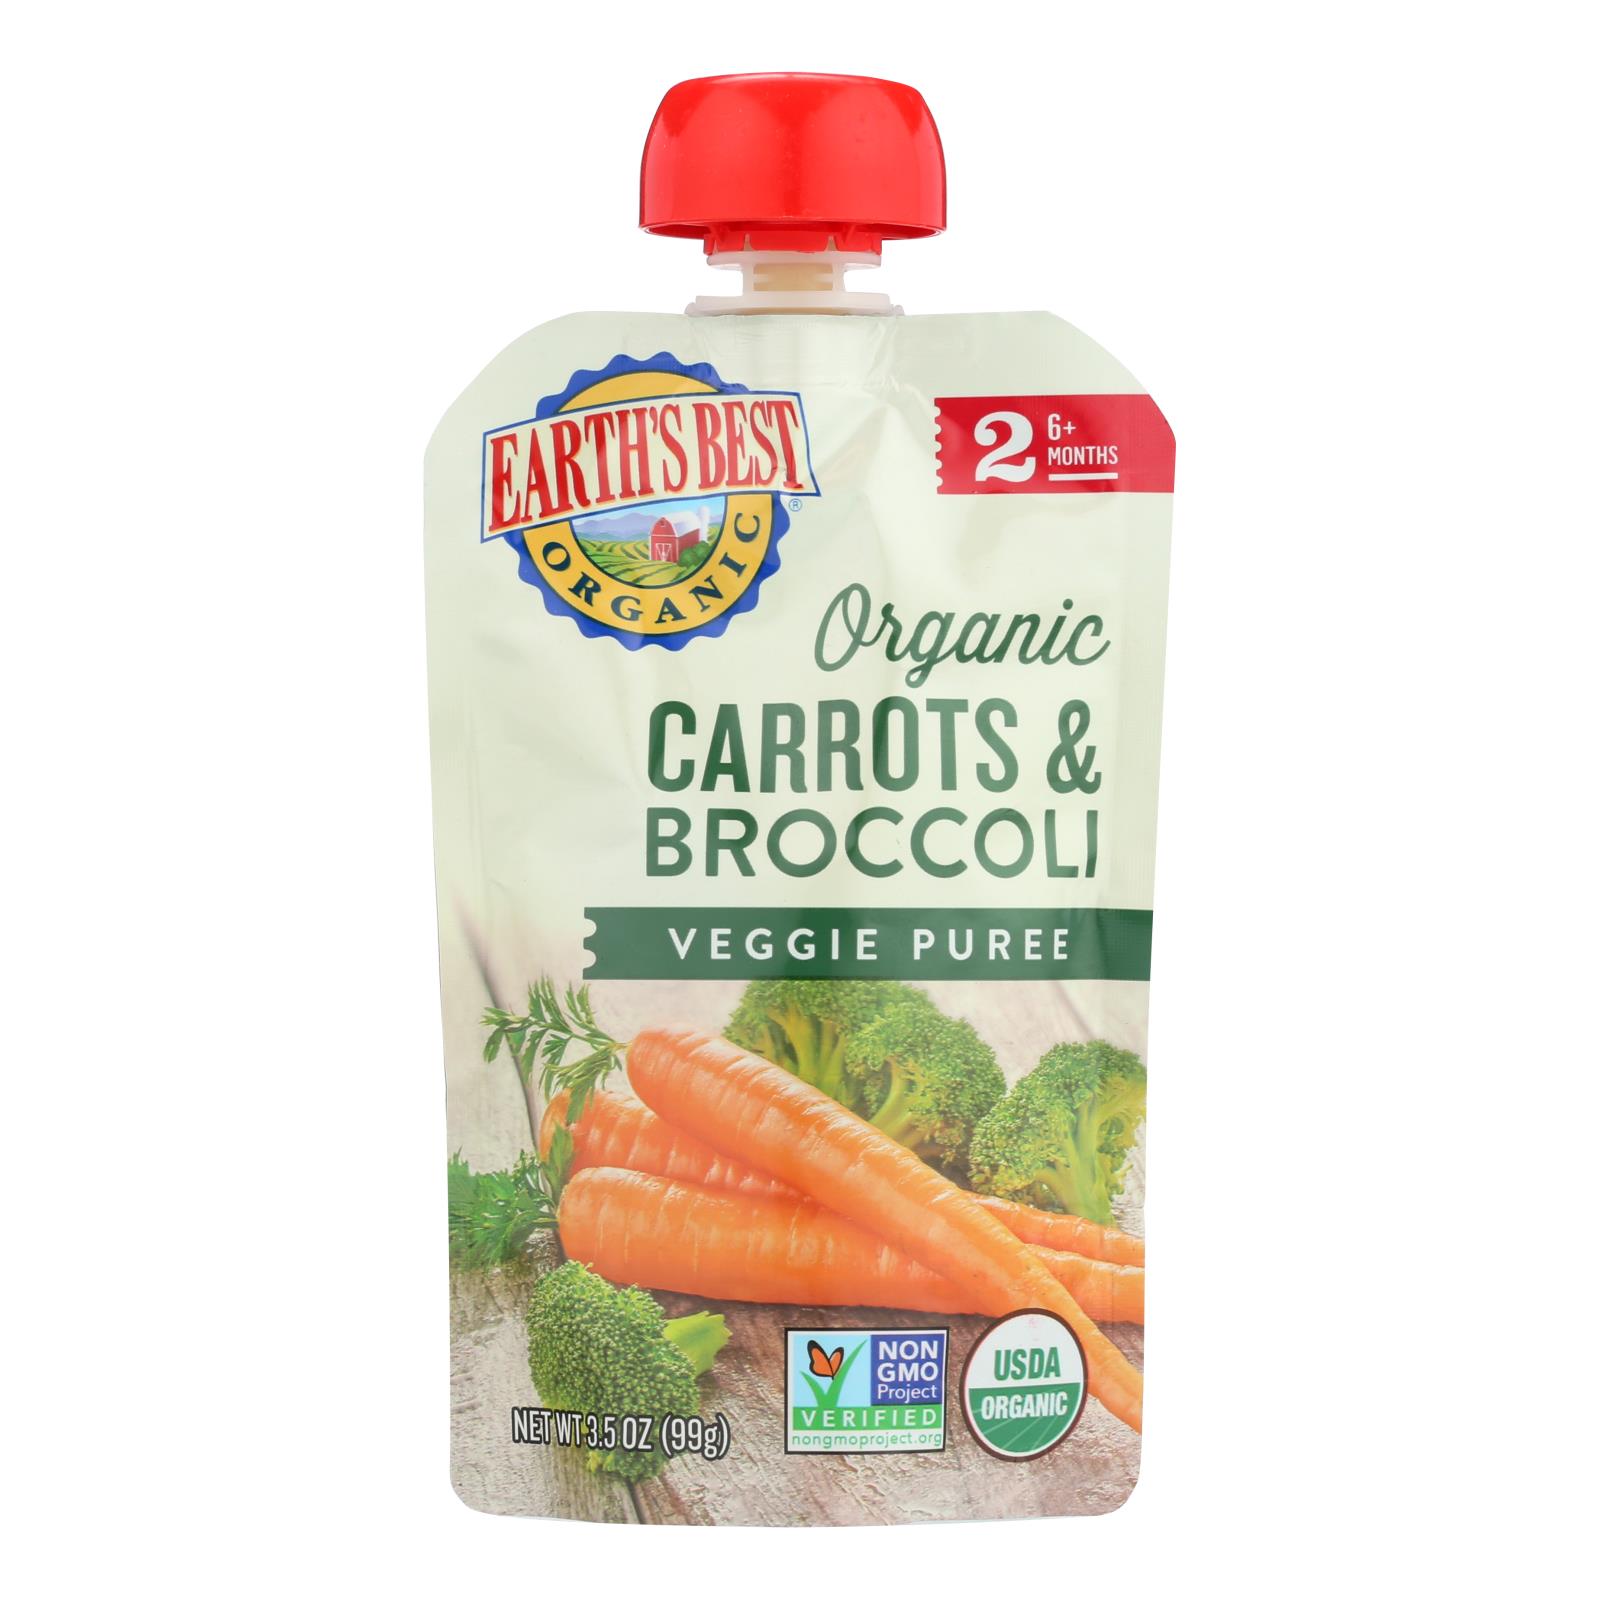 EARTH'S BEST
®
ORGANIC
2
6+
MONTHS
Organic
CARROTS &
BROCCOLI
VEGGIE PUREE
NON
GMO
Project
VERIFIED
nongmoproject.org
USDA
ORGANIC
NET WT 3.5 OZ (99g)